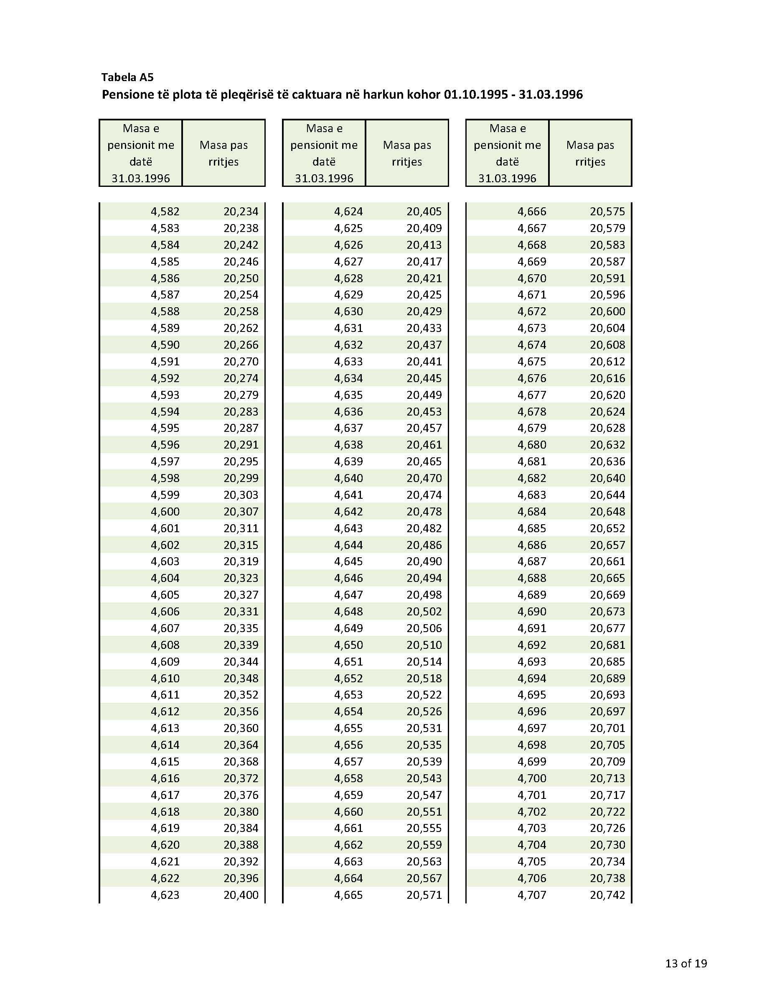 Tabela A5
Pensione të plota të pleqërisë të caktuara në harkun kohor 01.10.1995 - 31.03.1996
Masa e pensionit me datë 31.03.1996 Masa pas rritjes Masa e pensionit me datë 31.03.1996 Masa pas rritjes Masa e pensionit me datë 31.03.1996 Masa pas rritjes
4,582 20,234 4,624 20,405 4,666 20,575
4,583 20,238 4,625 20,409 4,667 20,579
4,584 20,242 4,626 20,413 4,668 20,583
4,585 20,246 4,627 20,417 4,669 20,587
4,586 20,250 4,628 20,421 4,670 20,591
4,587 20,254 4,629 20,425 4,671 20,596
4,588 20,258 4,630 20,429 4,672 20,600
4,589 20,262 4,631 20,433 4,673 20,604
4,590 20,266 4,632 20,437 4,674 20,608
4,591 20,270 4,633 20,441 4,675 20,612
4,592 20,274 4,634 20,445 4,676 20,616
4,593 20,279 4,635 20,449 4,677 20,620
4,594 20,283 4,636 20,453 4,678 20,624
4,595 20,287 4,637 20,457 4,679 20,628
4,596 20,291 4,638 20,461 4,680 20,632
4,597 20,295 4,639 20,465 4,681 20,636
4,598 20,299 4,640 20,470 4,682 20,640
4,599 20,303 4,641 20,474 4,683 20,644
4,600 20,307 4,642 20,478 4,684 20,648
4,601 20,311 4,643 20,482 4,685 20,652
4,602 20,315 4,644 20,486 4,686 20,657
4,603 20,319 4,645 20,490 4,687 20,661
4,604 20,323 4,646 20,494 4,688 20,665
4,605 20,327 4,647 20,498 4,689 20,669
4,606 20,331 4,648 20,502 4,690 20,673
4,607 20,335 4,649 20,506 4,691 20,677
4,608 20,339 4,650 20,510 4,692 20,681
4,609 20,344 4,651 20,514 4,693 20,685
4,610 20,348 4,652 20,518 4,694 20,689
4,611 20,352 4,653 20,522 4,695 20,693
4,612 20,356 4,654 20,526 4,696 20,697
4,613 20,360 4,655 20,531 4,697 20,701
4,614 20,364 4,656 20,535 4,698 20,705
4,615 20,368 4,657 20,539 4,699 20,709
4,616 20,372 4,658 20,543 4,700 20,713
4,617 20,376 4,659 20,547 4,701 20,717
4,618 20,380 4,660 20,551 4,702 20,722
4,619 20,384 4,661 20,555 4,703 20,726
4,620 20,388 4,662 20,559 4,704 20,730
4,621 20,392 4,663 20,563 4,705 20,734
4,622 20,396 4,664 20,567 4,706 20,738
4,623 20,400 4,665 20,571 4,707 20,742
13 of 19